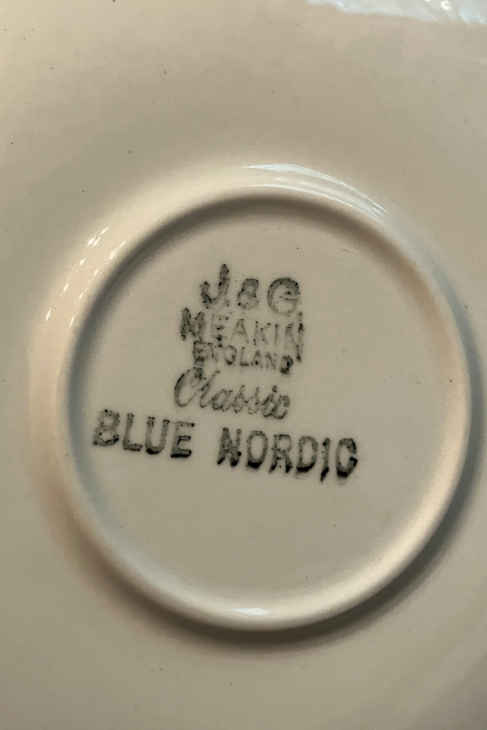 J. & G.
MEAKIN
ENGLAND
Classic
BLUE NORDIC